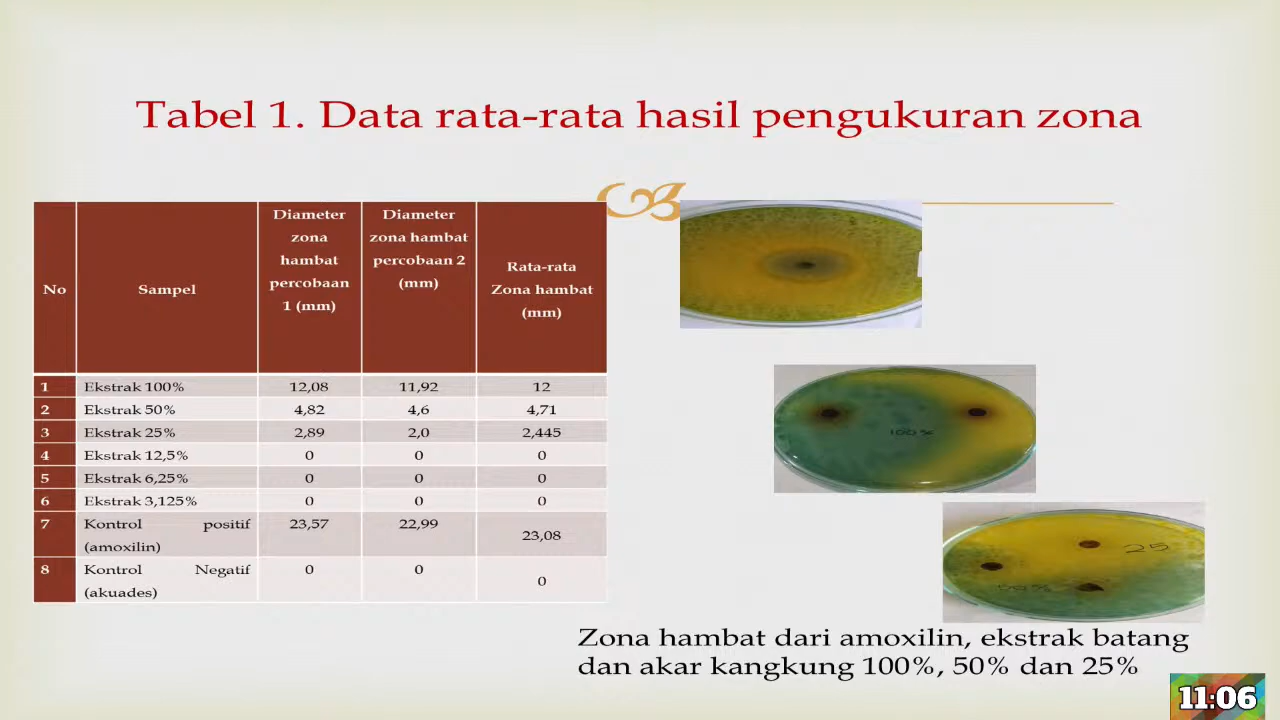 Tabel 1. Data rata-rata hasil pengukuran zona
No
Sampel
Diameter
zona
hambat
percobaan
1 (mm)
Diameter
zona hambat
percobaan 2
(mm)
Rata-rata
Zona hambat
(mm)
1 Ekstrak 100% 12,08 11,92 12
2 Ekstrak 50% 4,82 4,6 4,71
3 Ekstrak 25% 2,89 2,0 2,445
4 Ekstrak 12,5% 0 0 0
5 Ekstrak 6,25% 0 0 0
6 Ekstrak 3,125% 0 0 0
7 Kontrol positif (amoxilin) 23,57 22,99 23,08
8 Kontrol Negatif (akuades) 0 0 0
100%
25
50%
Zona hambat dari amoxilin, ekstrak batang
dan akar kangkung 100%, 50% dan 25%
11:06